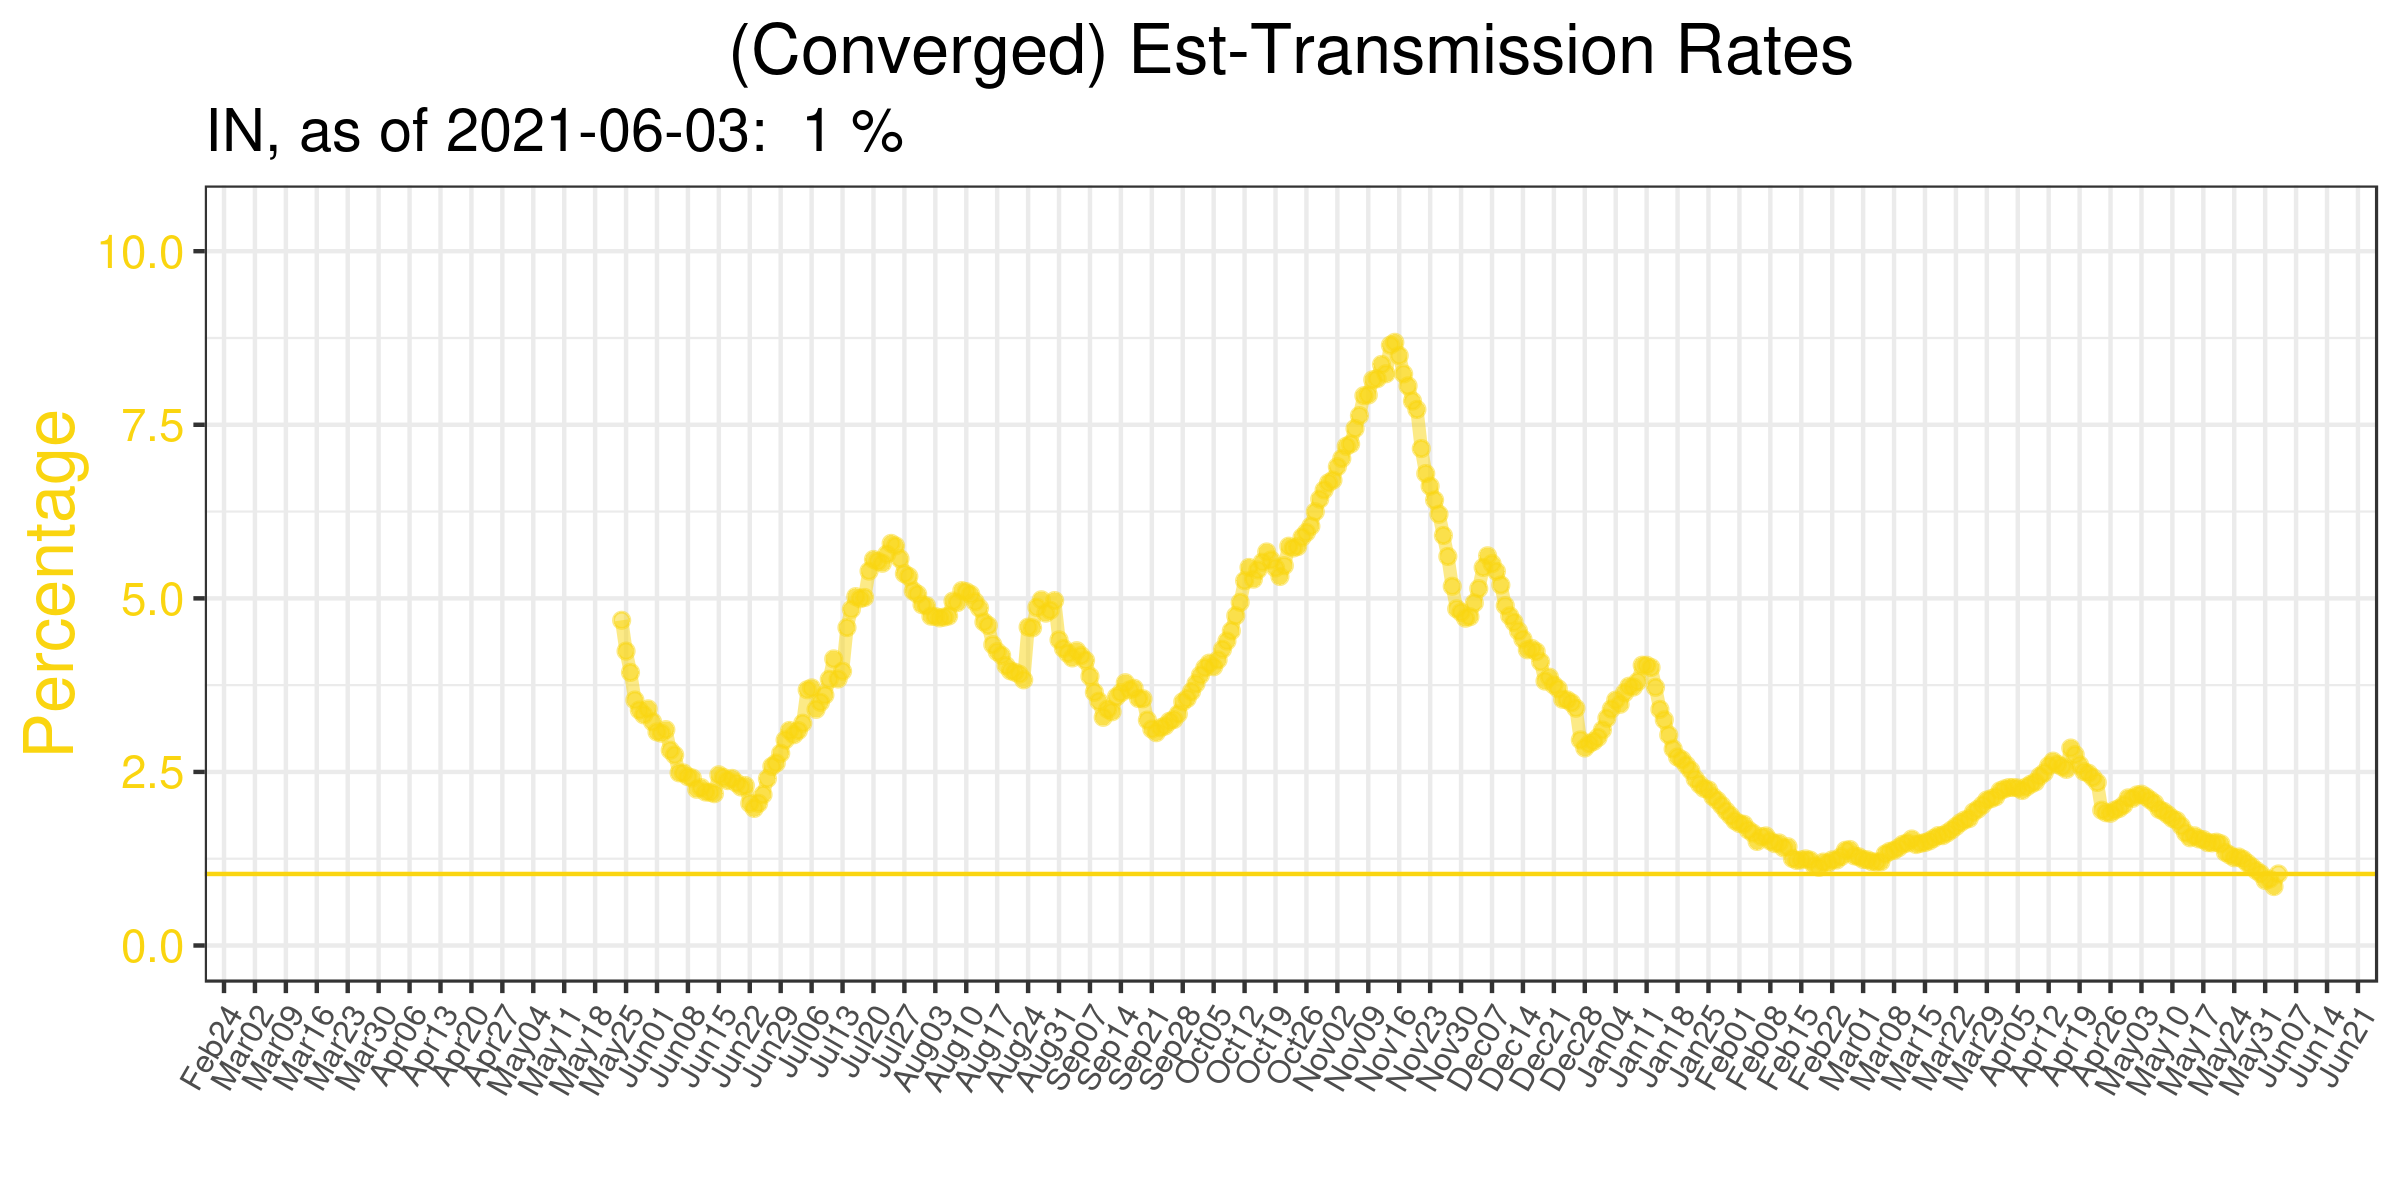 (Converged) Est-Transmission Rates
IN, as of 2021-06-03:  1 %
Percentage
10.0
7.5
5.0
2.5
0.0
Feb24
Mar02
Mar09
Mar16
Mar23
Mar30
Apr06
Apr13
Apr20
Apr27
May04
May11
May18
May25
Jun01
Jun08
Jun15
Jun22
Jun29
Jul06
Jul13
Jul20
Jul27
Aug03
Aug10
Aug17
Aug24
Aug31
Sep07
Sep14
Sep21
Sep28
Oct05
Oct12
Oct19
Oct26
Nov02
Nov09
Nov16
Nov23
Nov30
Dec07
Dec14
Dec21
Dec28
Jan04
Jan11
Jan18
Jan25
Feb01
Feb08
Feb15
Feb22
Mar01
Mar08
Mar15
Mar22
Mar29
Apr05
Apr12
Apr19
Apr26
May03
May10
May17
May24
May31
Jun07
Jun14
Jun21